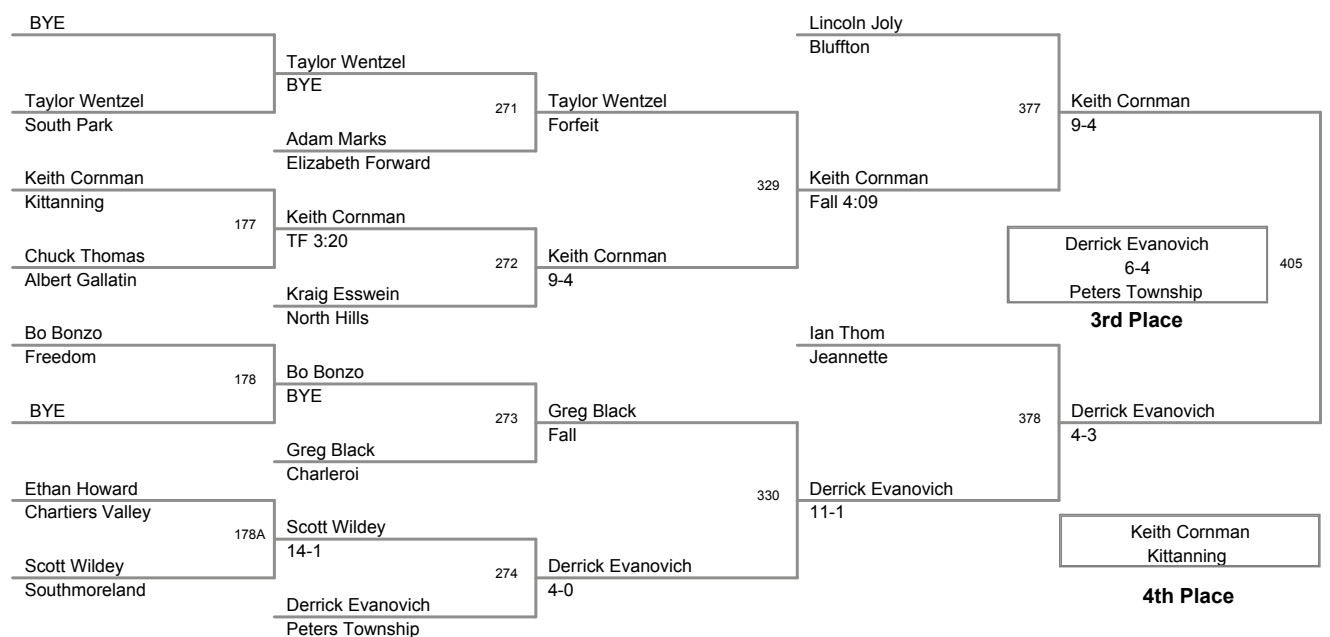 BYE
Taylor Wentzel
South Park
Keith Cornman
Kittanning
177
Chuck Thomas
Albert Gallatin
Bo Bonzo
Freedom
178
BYE
Ethan Howard
Chartiers Valley
178A
Scott Wildey
Southmoreland
Taylor Wentzel
BYE
271
Adam Marks
Elizabeth Forward
Keith Cornman
TF 3:20
272
Kraig Esswein
North Hills
Bo Bonzo
BYE
273
Greg Black
Charleroi
Scott Wildey
14-1
274
Derrick Evanovich
Peters Township
Taylor Wentzel
Forfeit
329
Keith Cornman
9-4
Greg Black
Fall
330
Derrick Evanovich
4-0
Lincoln Joly
Bluffton
377
Keith Cornman
Fall 4:09
Ian Thom
Jeannette
378
Derrick Evanovich
11-1
Keith Cornman
9-4
Derrick Evanovich
6-4
Peters Township
405
3rd Place
Derrick Evanovich
4-3
Keith Cornman
Kittanning
4th Place